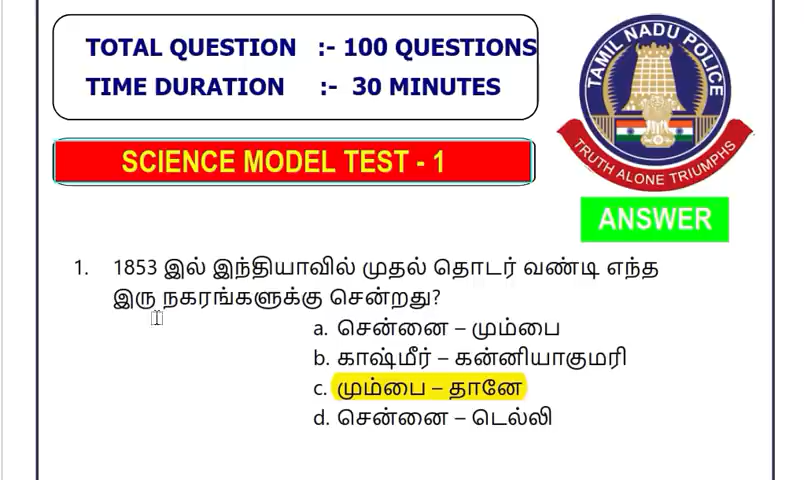 TOTAL QUESTION :- 100 QUESTIONS
TIME DURATION :- 30 MINUTES
TAMIL NADU POLICE
TRUTH ALONE TRIUMPHS
SCIENCE MODEL TEST - 1
ANSWER
1. 1853 இல் இந்தியாவில் முதல் தொடர் வண்டி எந்த
இரு நகரங்களுக்கு சென்றது?
a. சென்னை – மும்பை
b. காஷ்மீர் – கன்னியாகுமரி
c. மும்பை – தானே
d. சென்னை – டெல்லி